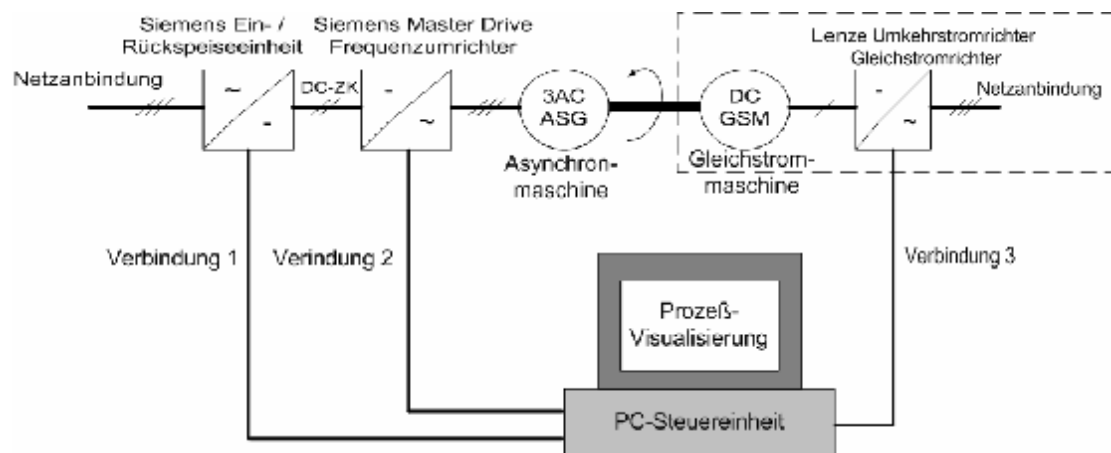 Siemens Ein- /
Rückspeiseeinheit
Siemens Master Drive
Frequenzumrichter
Lenze Umkehrstromrichter
Gleichstromrichter
Netzanbindung
~
-
DC-ZK
-
~
3AC
ASG
DC
GSM
-
~
Netzanbindung
Asynchron-
maschine
Gleichstrom-
maschine
Verbindung 1
Verindung 2
Verbindung 3
Prozeß-
Visualisierung
PC-Steuereinheit